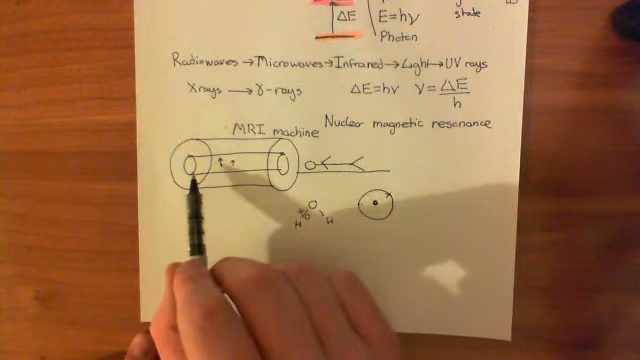 ΔE
E=hν
state
Photon
Radiowaves → Microwaves → Infrared → Light → UV rays
Xrays → γ-rays ΔE=hν ν = ΔE/h
MRI machine Nuclear magnetic resonance
O
H H